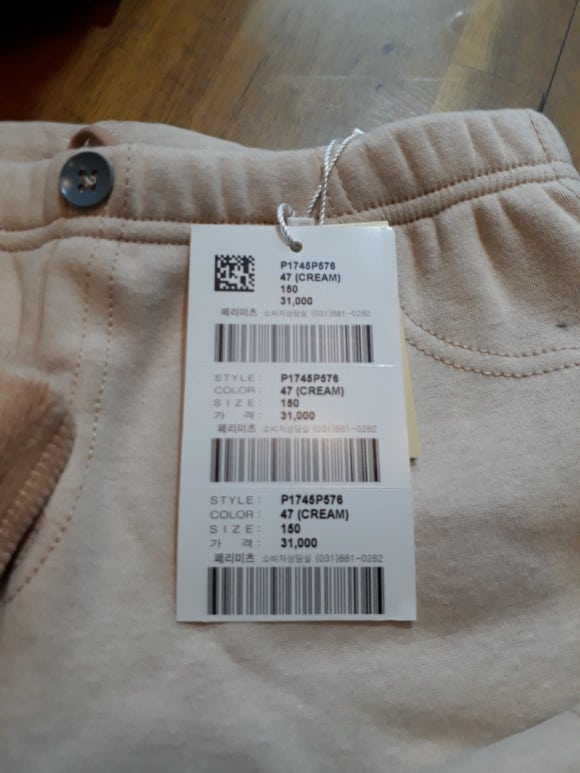 P1745P576
47 (CREAM)
150
31,000
페리미츠 소비자상담실 (031)881-0282
STYLE: P1745P576
COLOR: 47 (CREAM)
SIZE: 150
가 격: 31,000
페리미츠 소비자상담실 (031)881-0282
STYLE: P1745P576
COLOR: 47 (CREAM)
SIZE: 150
가 격: 31,000
페리미츠 소비자상담실 (031)881-0282